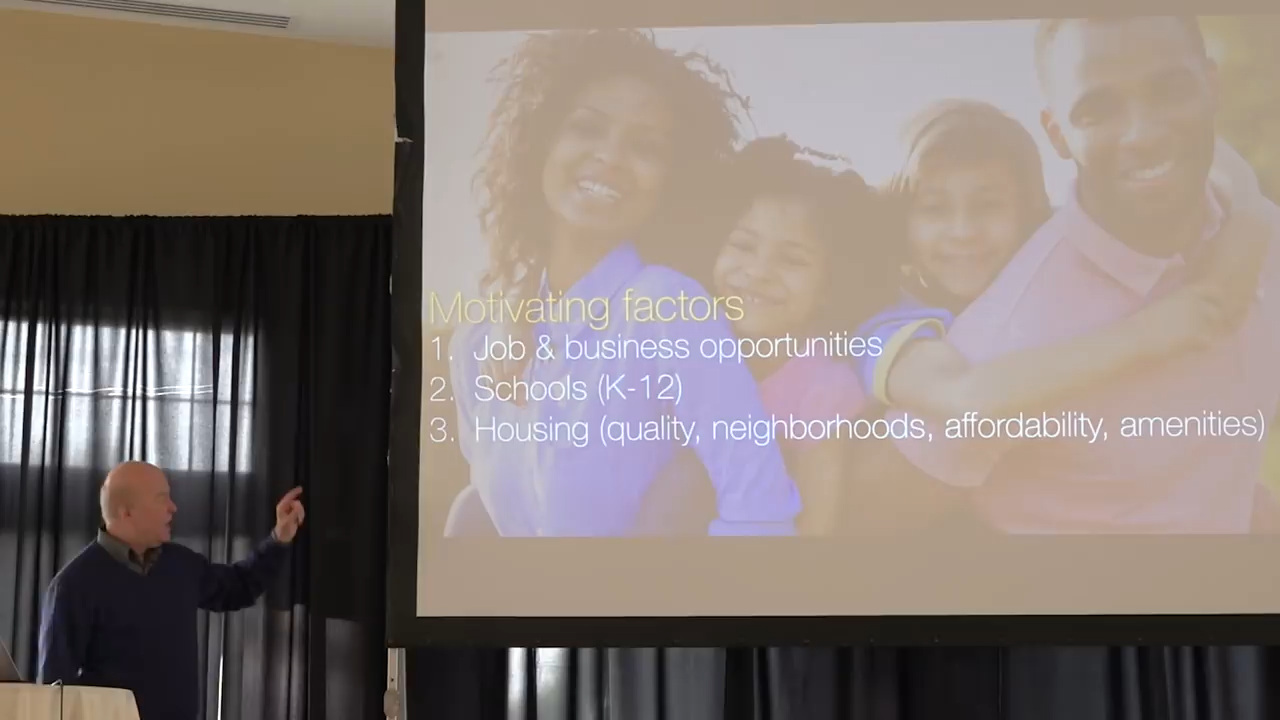 Motivating factors
1. Job & business opportunities
2. Schools (K-12)
3. Housing (quality, neighborhoods, affordability, amenities)